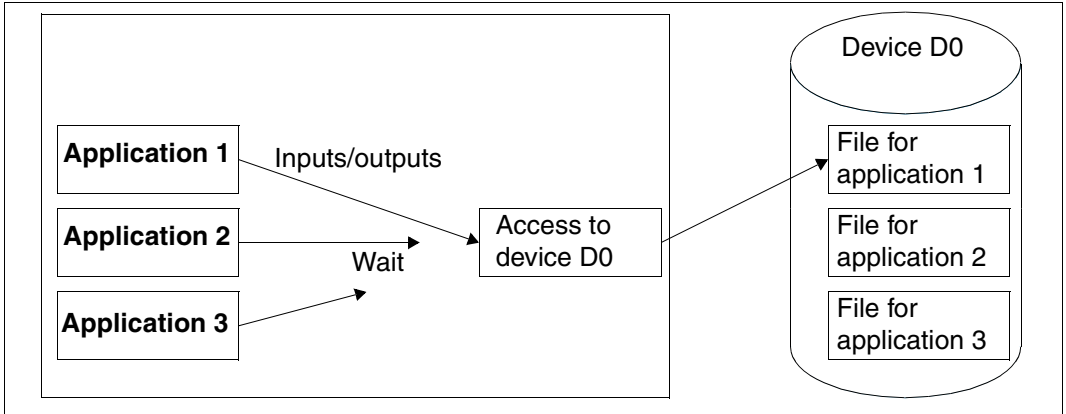 Device D0
Application 1
Inputs/outputs
File for
application 1
Application 2
Access to
device D0
File for
application 2
Wait
Application 3
File for
application 3